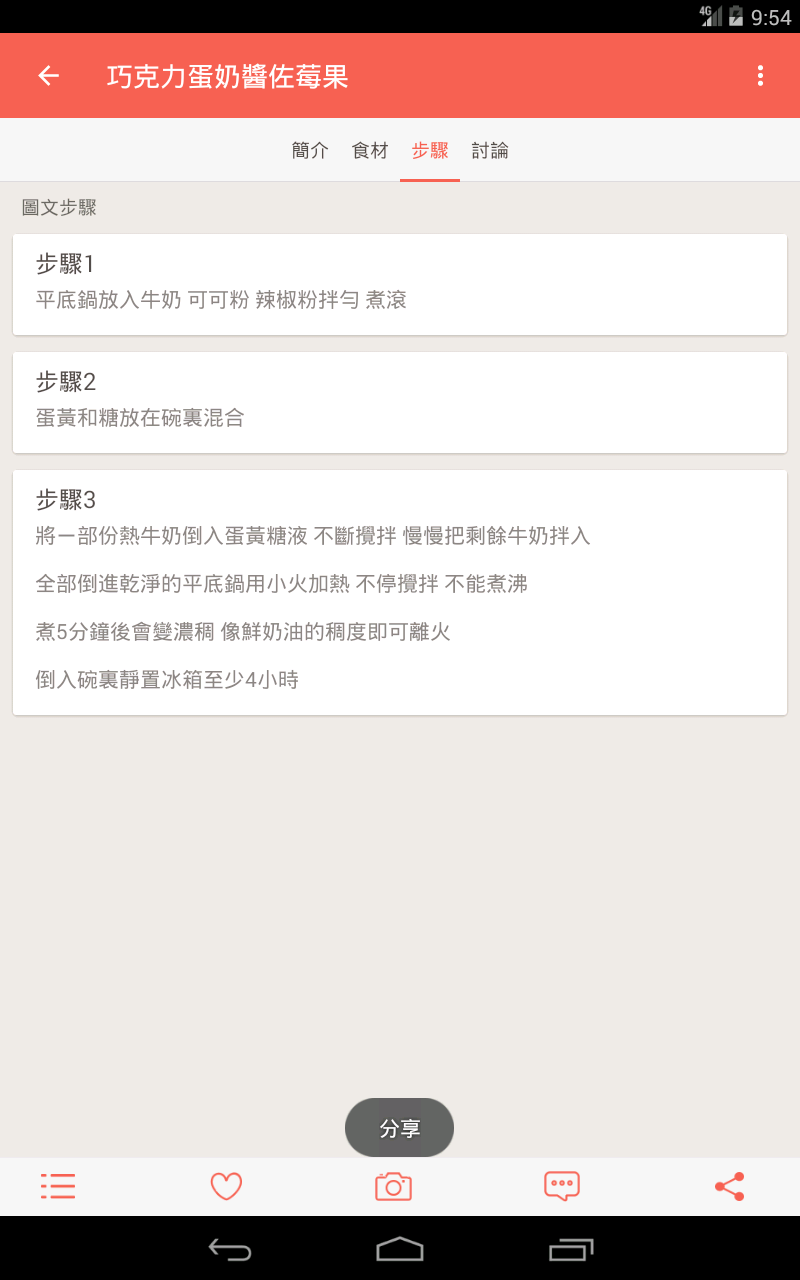 4G 9:54
巧克力蛋奶醬佐莓果
簡介 食材 步驟 討論
圖文步驟
步驟1
平底鍋放入牛奶 可可粉 辣椒粉拌勻 煮滾
步驟2
蛋黃和糖放在碗裏混合
步驟3
將ㄧ部份熱牛奶倒入蛋黃糖液 不斷攪拌 慢慢把剩餘牛奶拌入
全部倒進乾淨的平底鍋用小火加熱 不停攪拌 不能煮沸
煮5分鐘後會變濃稠 像鮮奶油的稠度即可離火
倒入碗裏靜置冰箱至少4小時
分享